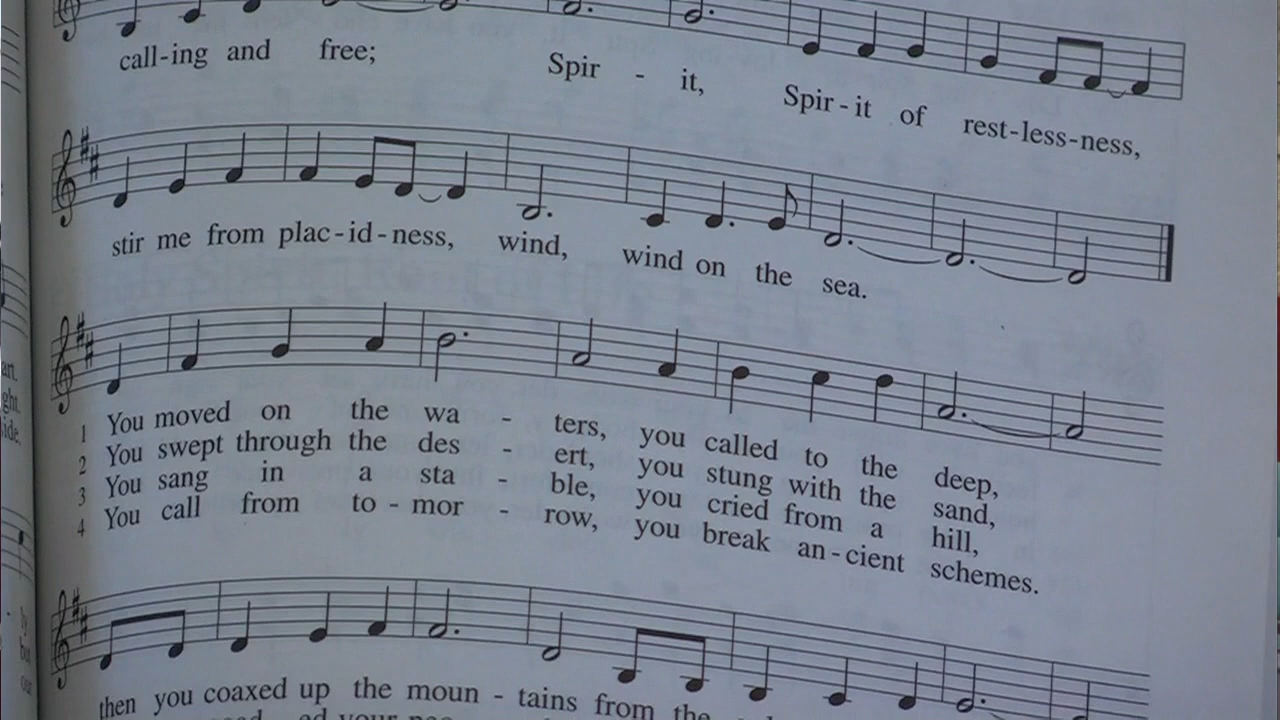 call-ing and free; Spir - it, Spir-it of rest-less-ness,
stir me from plac-id-ness, wind, wind on the sea.
1 You moved on the wa - ters, you called to the deep,
2 You swept through the des - ert, you stung with the sand,
3 You sang in a sta - ble, you cried from a hill,
4 You call from to-mor - row, you break an-cient schemes.
then you coaxed up the moun - tains from the